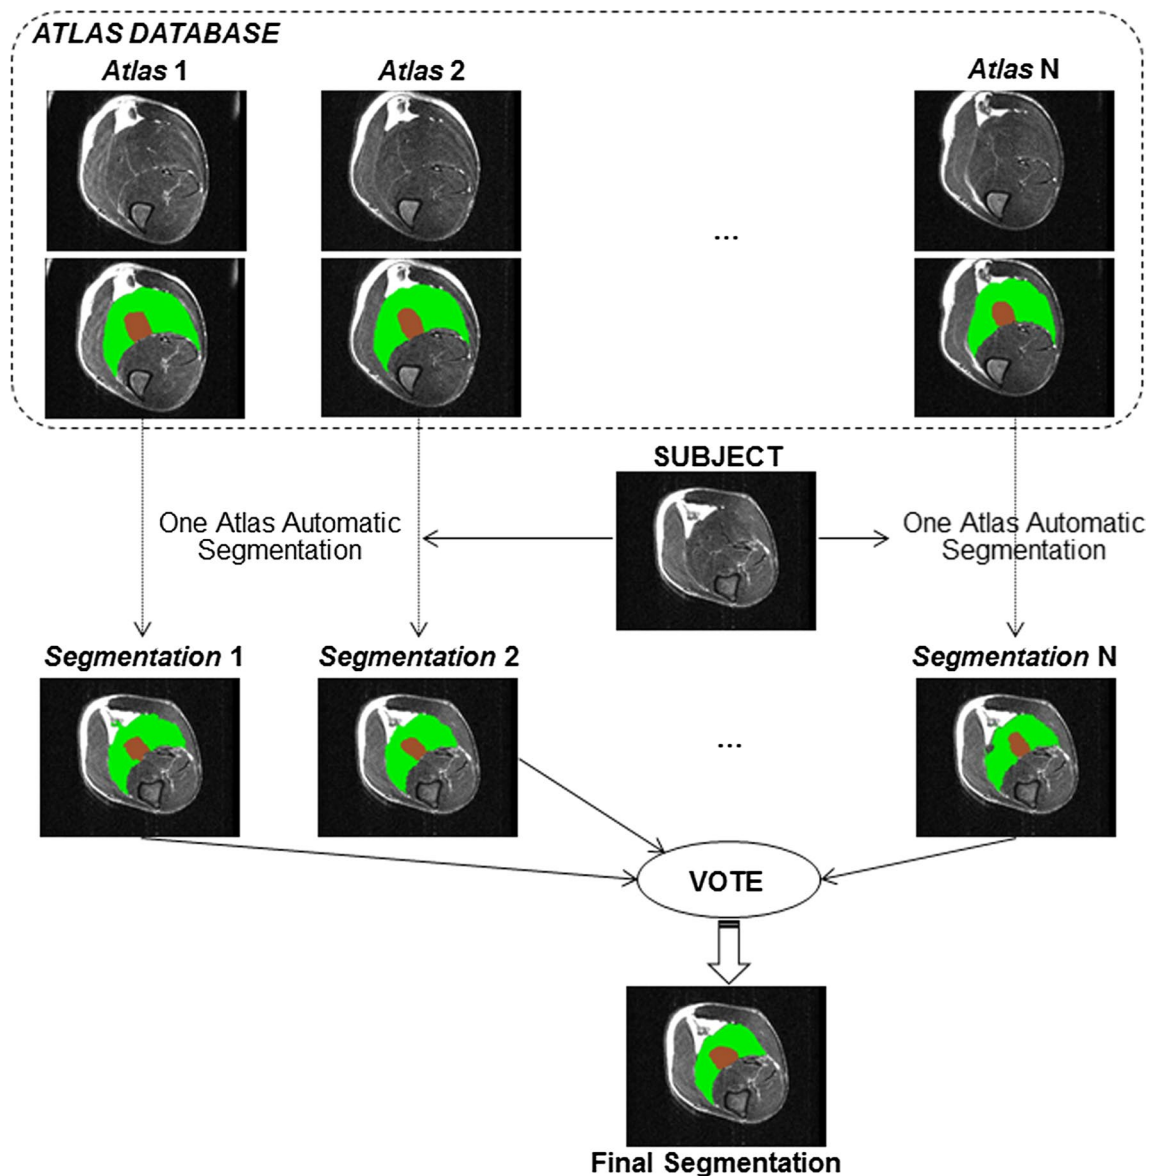 ATLAS DATABASE
Atlas 1
Atlas 2
Atlas N
...
SUBJECT
One Atlas Automatic
Segmentation
One Atlas Automatic
Segmentation
Segmentation 1
Segmentation 2
Segmentation N
...
VOTE
Final Segmentation